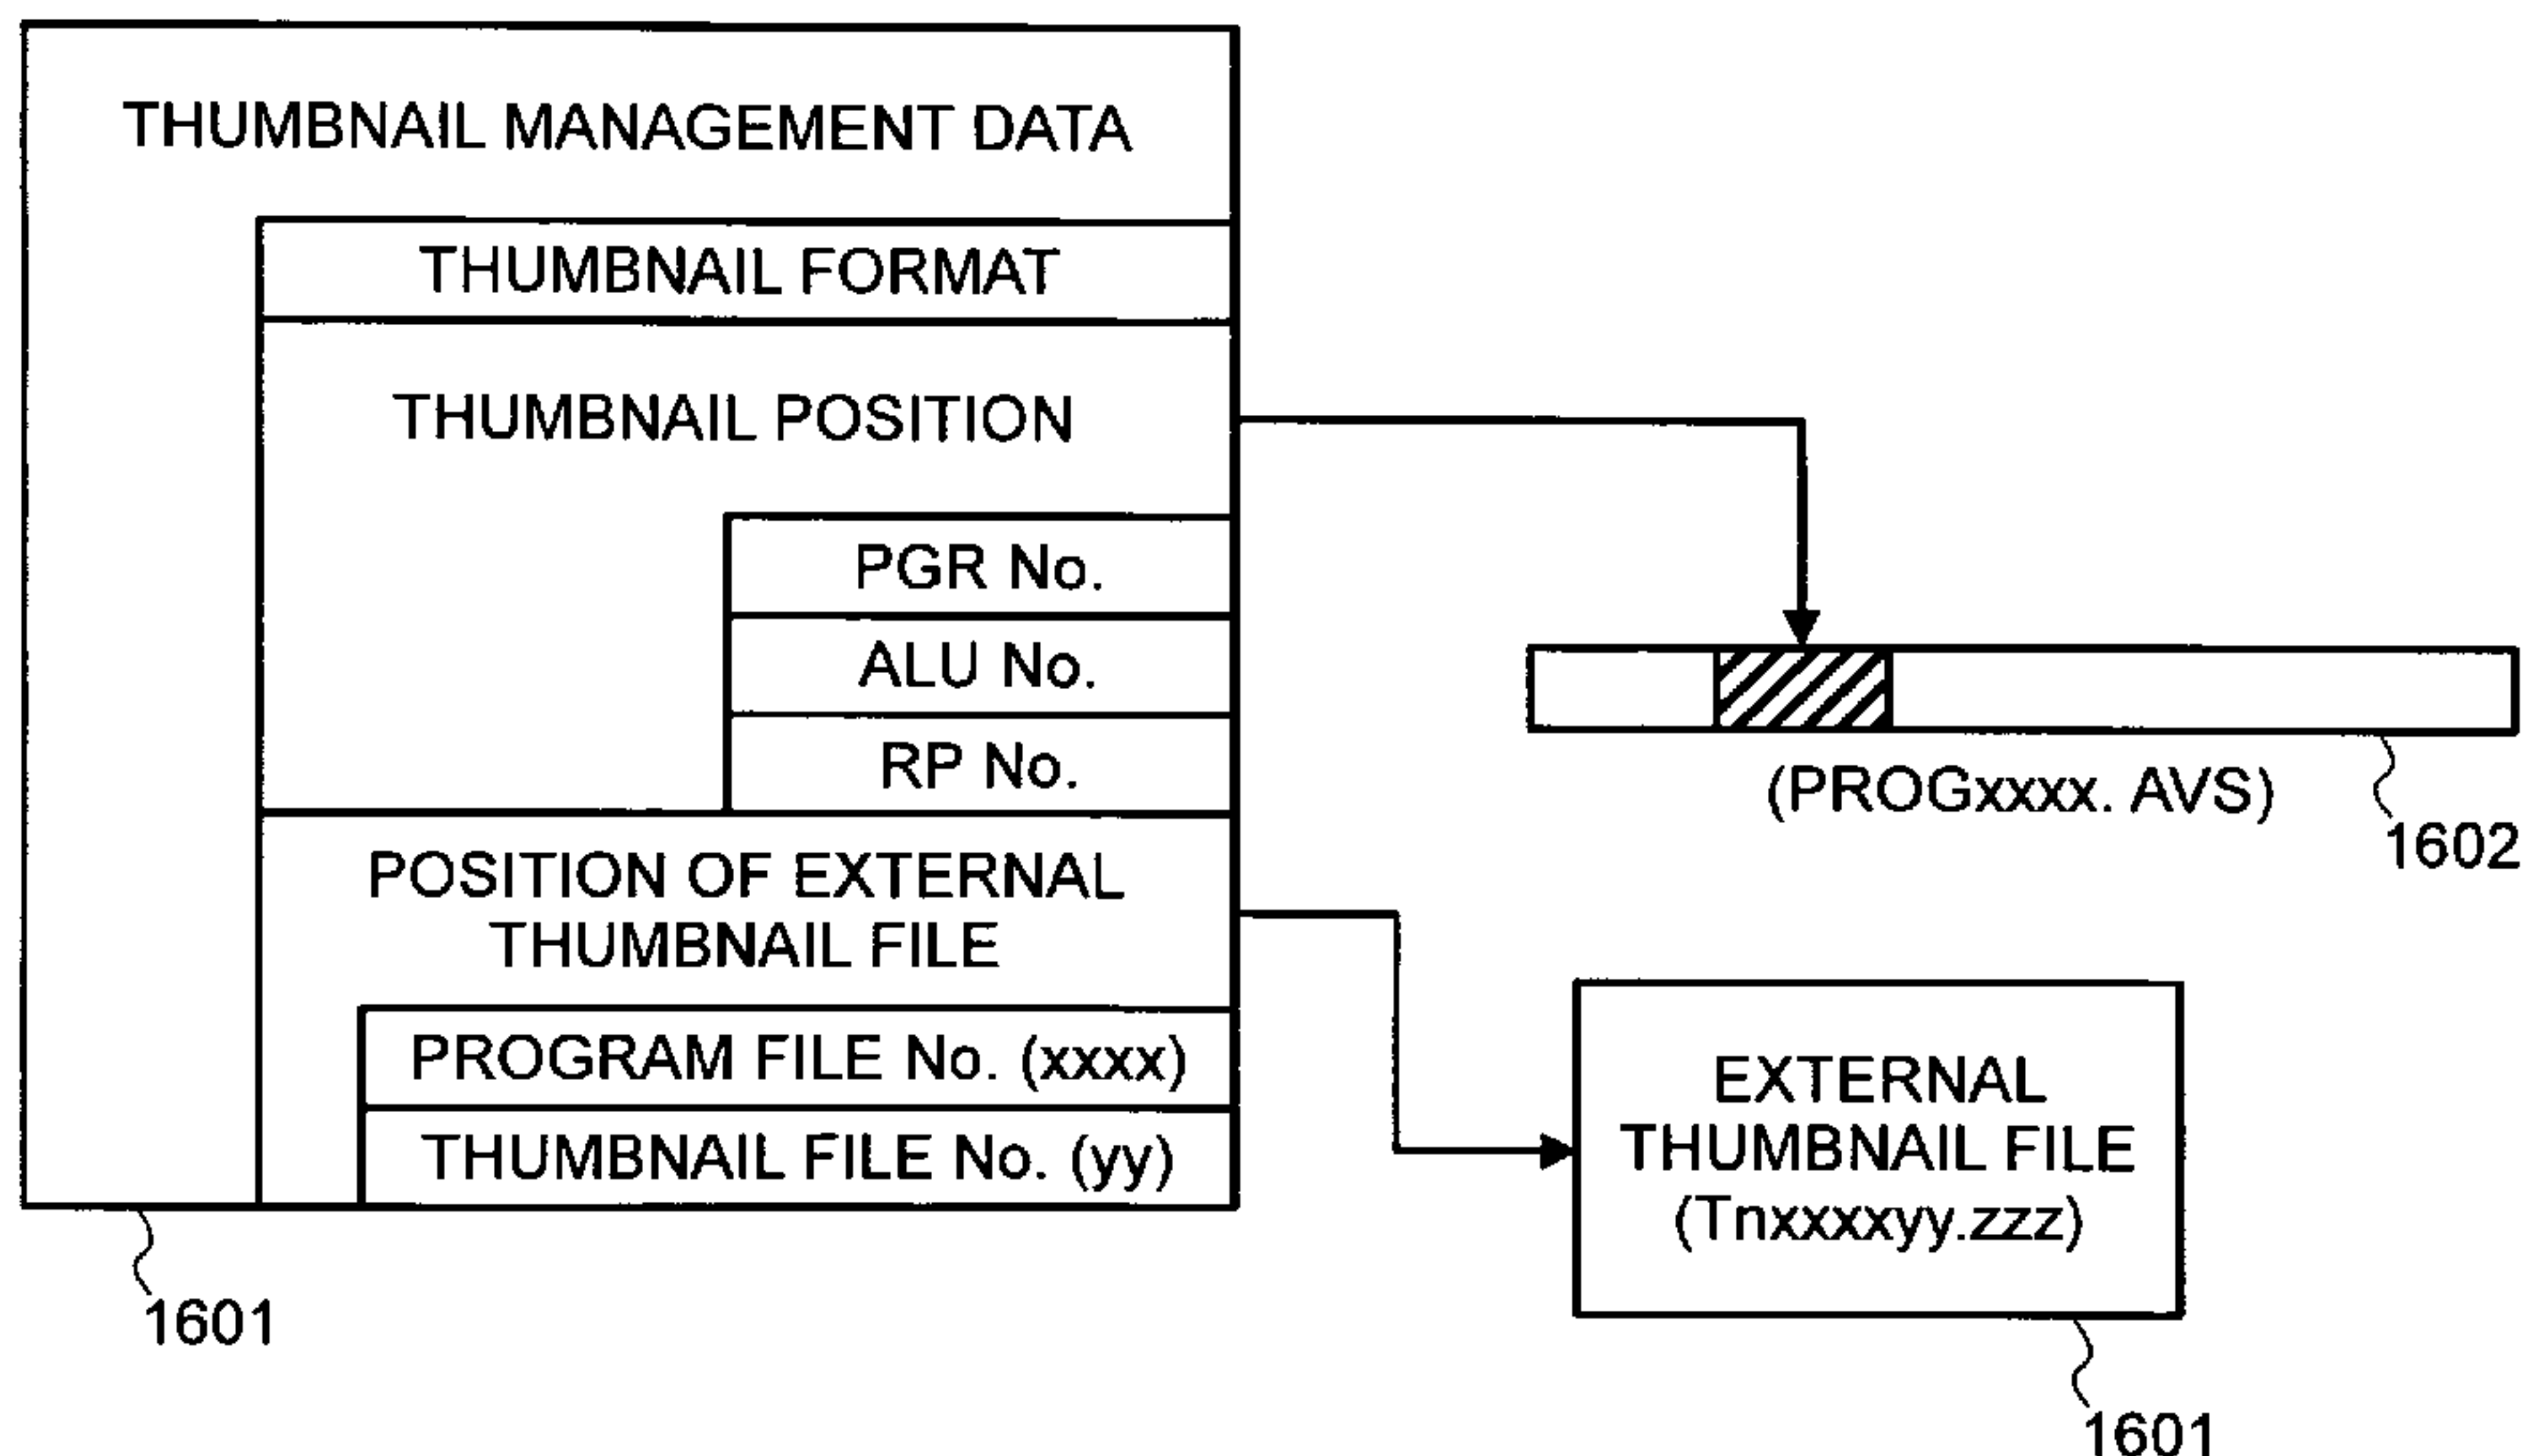 THUMBNAIL MANAGEMENT DATA
THUMBNAIL FORMAT
THUMBNAIL POSITION
PGR No.
ALU No.
RP No.
POSITION OF EXTERNAL
THUMBNAIL FILE
PROGRAM FILE No. (xxxx)
THUMBNAIL FILE No. (yy)
1601
(PROGxxxx. AVS)
1602
EXTERNAL
THUMBNAIL FILE
(Tnxxxxyy.zzz)
1601